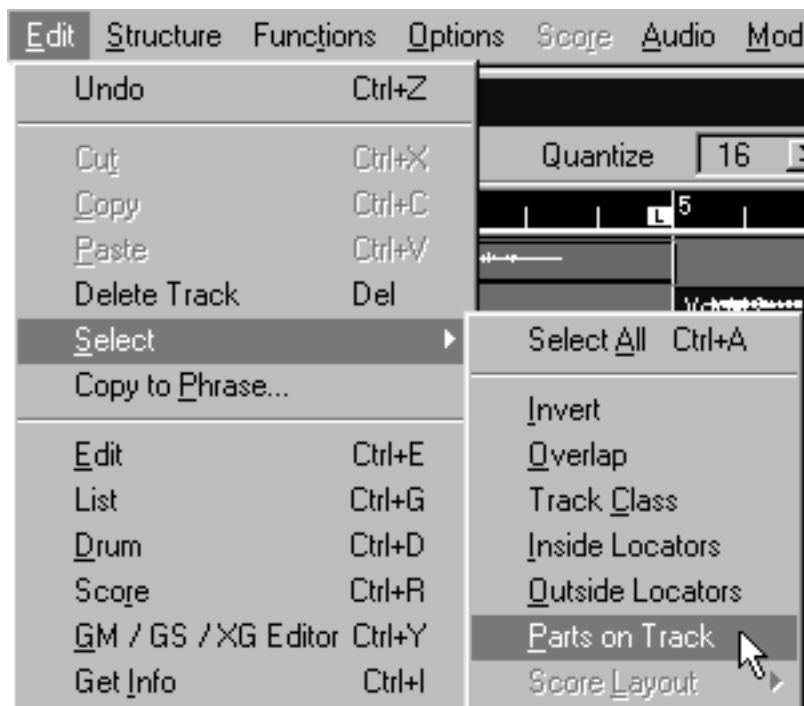 Edit Structure Functions Options Score Audio Mod
Undo Ctrl+Z
Cut Ctrl+X
Copy Ctrl+C
Paste Ctrl+V
Delete Track Del
Select
Copy to Phrase...
Edit Ctrl+E
List Ctrl+G
Drum Ctrl+D
Score Ctrl+R
GM / GS / XG Editor Ctrl+Y
Get Info Ctrl+I
Quantize 16
L 5
Select All Ctrl+A
Invert
Overlap
Track Class
Inside Locators
Outside Locators
Parts on Track
Score Layout